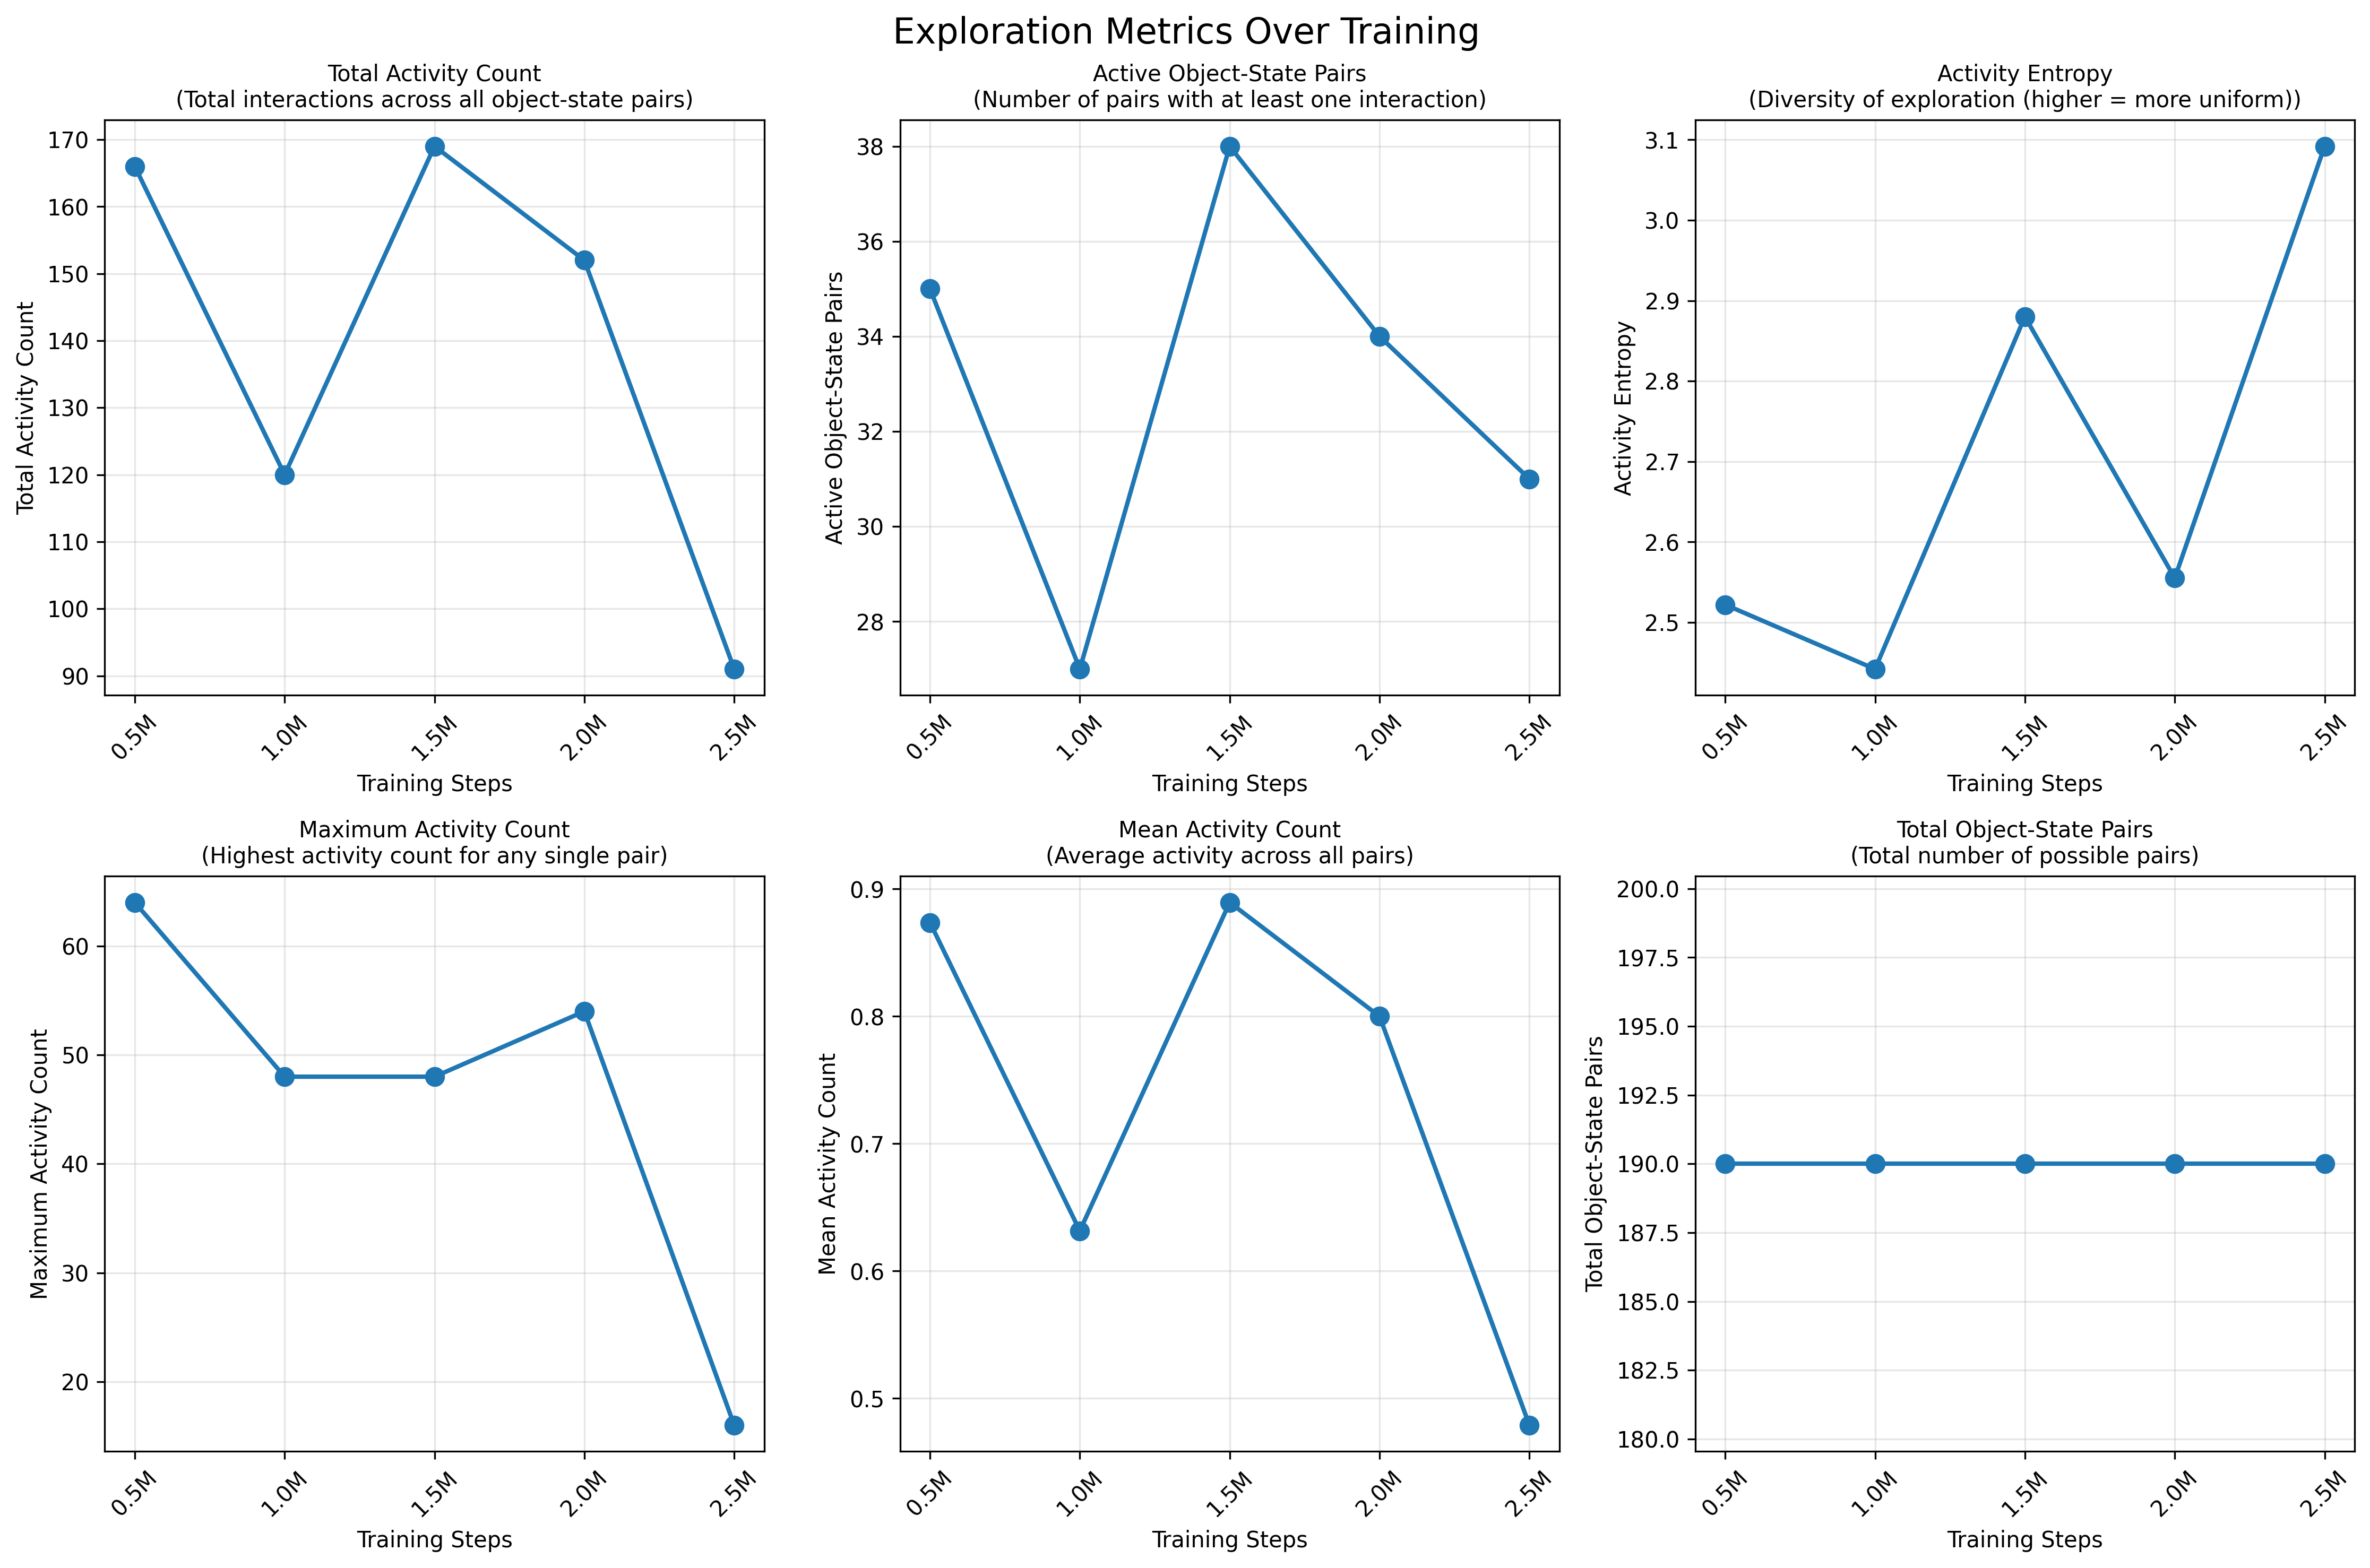 Exploration Metrics Over Training
Total Activity Count
(Total interactions across all object-state pairs)
170
160
150
140
130
120
110
100
90
Total Activity Count
0.5M
1.0M
1.5M
2.0M
2.5M
Training Steps
Active Object-State Pairs
(Number of pairs with at least one interaction)
38
36
34
32
30
28
Active Object-State Pairs
0.5M
1.0M
1.5M
2.0M
2.5M
Training Steps
Activity Entropy
(Diversity of exploration (higher = more uniform))
3.1
3.0
2.9
2.8
2.7
2.6
2.5
Activity Entropy
0.5M
1.0M
1.5M
2.0M
2.5M
Training Steps
Maximum Activity Count
(Highest activity count for any single pair)
60
50
40
30
20
Maximum Activity Count
0.5M
1.0M
1.5M
2.0M
2.5M
Training Steps
Mean Activity Count
(Average activity across all pairs)
0.9
0.8
0.7
0.6
0.5
Mean Activity Count
0.5M
1.0M
1.5M
2.0M
2.5M
Training Steps
Total Object-State Pairs
(Total number of possible pairs)
200.0
197.5
195.0
192.5
190.0
187.5
185.0
182.5
180.0
Total Object-State Pairs
0.5M
1.0M
1.5M
2.0M
2.5M
Training Steps